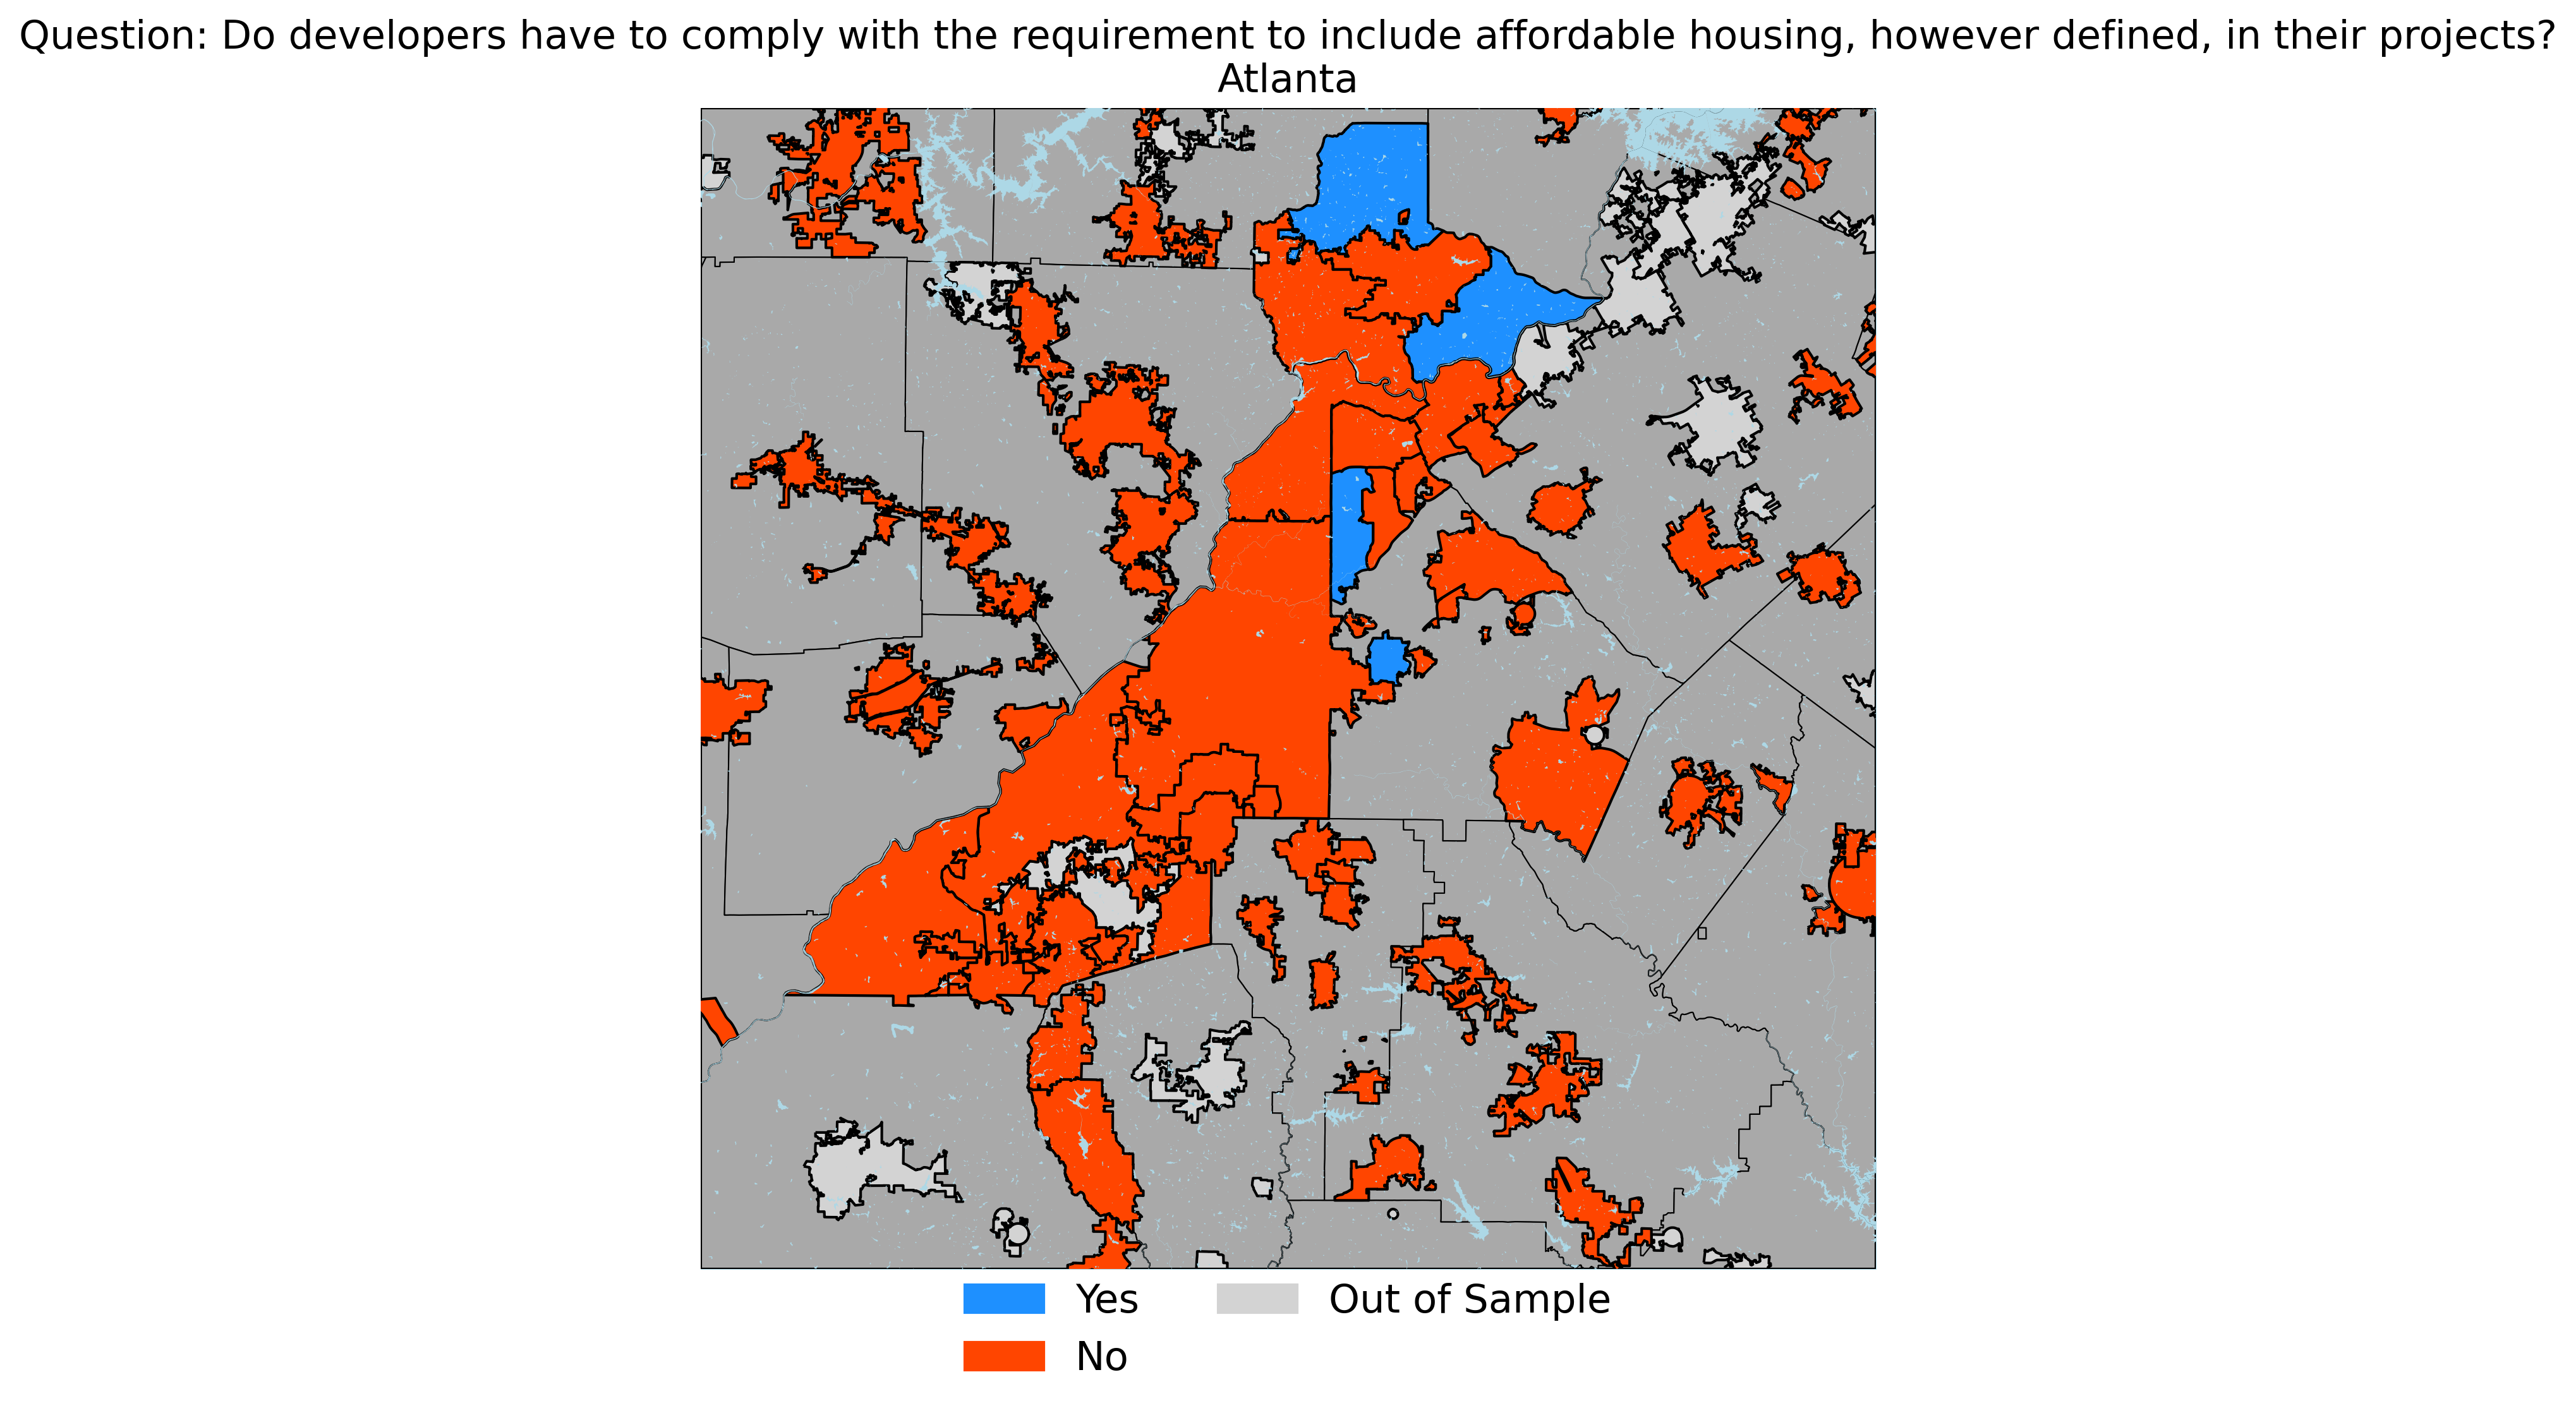 Question: Do developers have to comply with the requirement to include affordable housing, however defined, in their projects?
Atlanta
Yes
Out of Sample
No